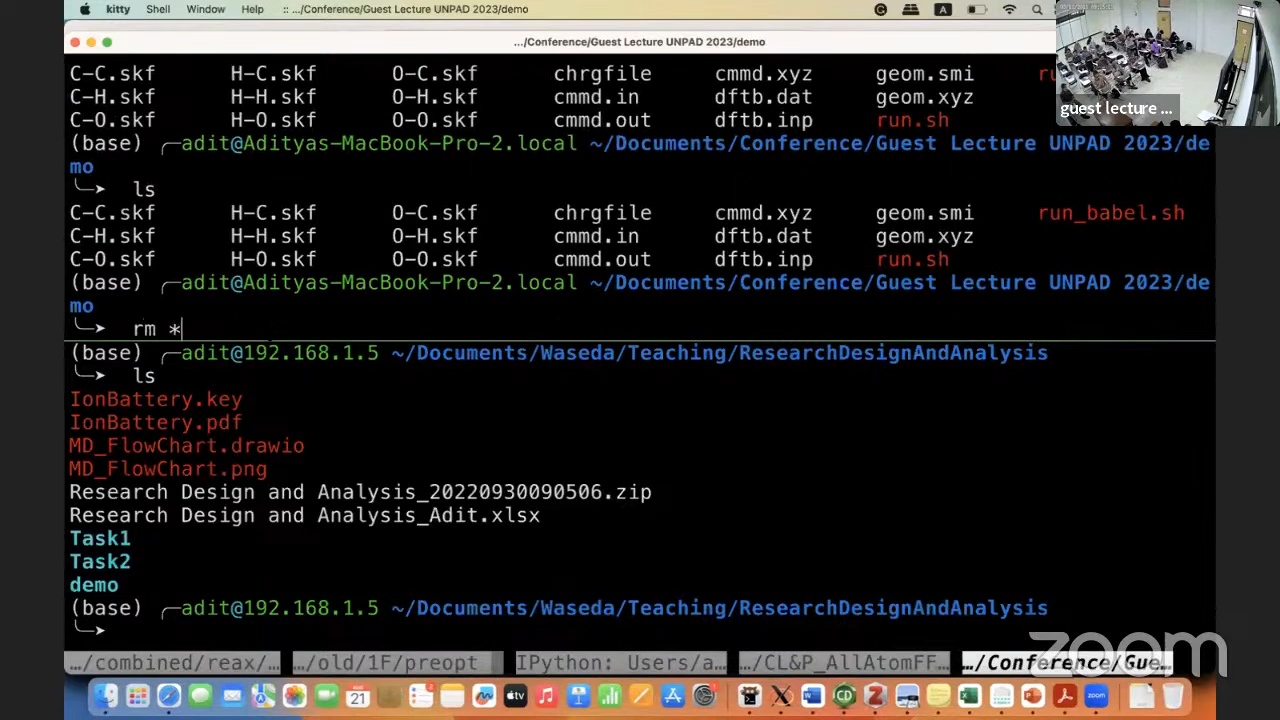 kitty Shell Window Help :: .../Conference/Guest Lecture UNPAD 2023/demo
.../Conference/Guest Lecture UNPAD 2023/demo
C-C.skf H-C.skf O-C.skf chrgfile cmmd.xyz geom.smi
C-H.skf H-H.skf O-H.skf cmmd.in dftb.dat geom.xyz
C-O.skf H-O.skf O-O.skf cmmd.out dftb.inp run.sh
guest lecture ...
(base) ╭─adit@Adityas-MacBook-Pro-2.local ~/Documents/Conference/Guest Lecture UNPAD 2023/de
mo
╰─➤ ls
C-C.skf H-C.skf O-C.skf chrgfile cmmd.xyz geom.smi run_babel.sh
C-H.skf H-H.skf O-H.skf cmmd.in dftb.dat geom.xyz
C-O.skf H-O.skf O-O.skf cmmd.out dftb.inp run.sh
(base) ╭─adit@Adityas-MacBook-Pro-2.local ~/Documents/Conference/Guest Lecture UNPAD 2023/de
mo
╰─➤ rm *
(base) ╭─adit@192.168.1.5 ~/Documents/Waseda/Teaching/ResearchDesignAndAnalysis
╰─➤ ls
IonBattery.key
IonBattery.pdf
MD_FlowChart.drawio
MD_FlowChart.png
Research Design and Analysis_20220930090506.zip
Research Design and Analysis_Adit.xlsx
Task1
Task2
demo
(base) ╭─adit@192.168.1.5 ~/Documents/Waseda/Teaching/ResearchDesignAndAnalysis
╰─➤
zoom
…/combined/reax/… …/old/1F/preopt IPython: Users/a… …/CL&P_AllAtomFF… …/Conference/Gue…
21
tv
zoom